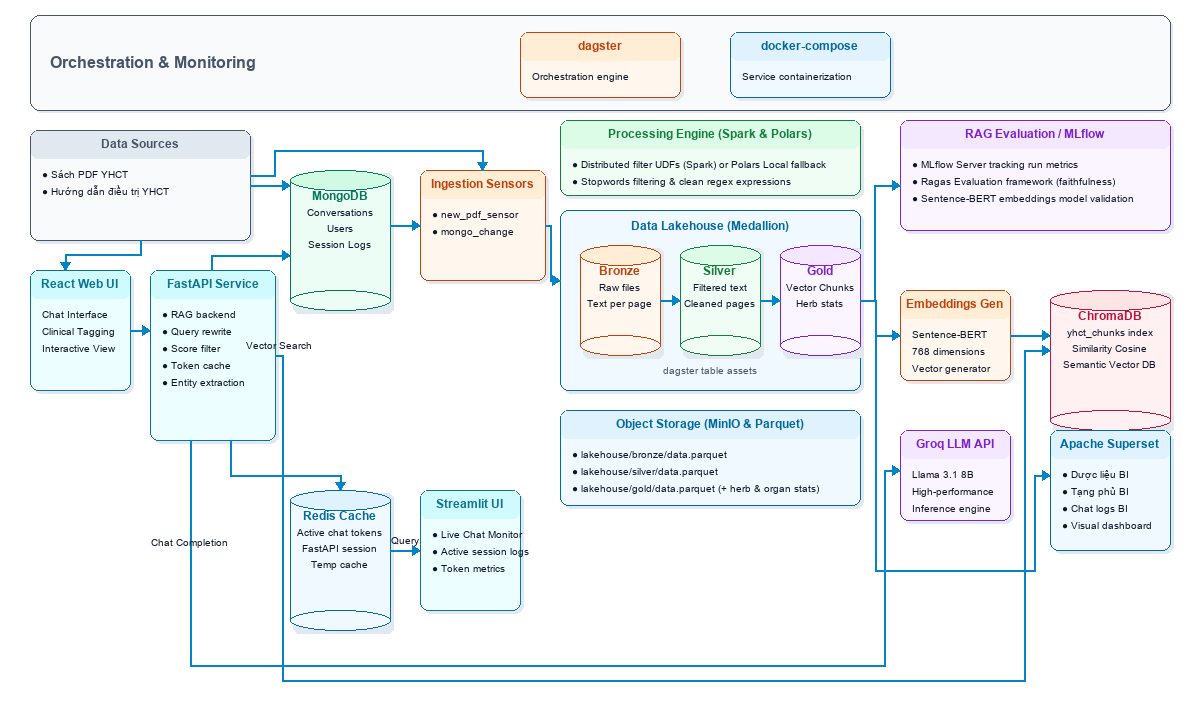 Orchestration & Monitoring
dagster
Orchestration engine
docker-compose
Service containerization
Data Sources
● Sách PDF YHCT
● Hướng dẫn điều trị YHCT
MongoDB
Conversations
Users
Session Logs
Ingestion Sensors
● new_pdf_sensor
● mongo_change
Processing Engine (Spark & Polars)
● Distributed filter UDFs (Spark) or Polars Local fallback
● Stopwords filtering & clean regex expressions
RAG Evaluation / MLflow
● MLflow Server tracking run metrics
● Ragas Evaluation framework (faithfulness)
● Sentence-BERT embeddings model validation
Data Lakehouse (Medallion)
Bronze
Raw files
Text per page
Silver
Filtered text
Cleaned pages
Gold
Vector Chunks
Herb stats
dagster table assets
React Web UI
Chat Interface
Clinical Tagging
Interactive View
FastAPI Service
● RAG backend
● Query rewrite
● Score filter
● Token cache
● Entity extraction
Vector Search
Embeddings Gen
Sentence-BERT
768 dimensions
Vector generator
ChromaDB
yhct_chunks index
Similarity Cosine
Semantic Vector DB
Object Storage (MinIO & Parquet)
● lakehouse/bronze/data.parquet
● lakehouse/silver/data.parquet
● lakehouse/gold/data.parquet (+ herb & organ stats)
Groq LLM API
Llama 3.1 8B
High-performance
Inference engine
Apache Superset
● Dược liệu BI
● Tạng phủ BI
● Chat logs BI
● Visual dashboard
Redis Cache
Active chat tokens
FastAPI session
Temp cache
Query
Streamlit UI
● Live Chat Monitor
● Active session logs
● Token metrics
Chat Completion